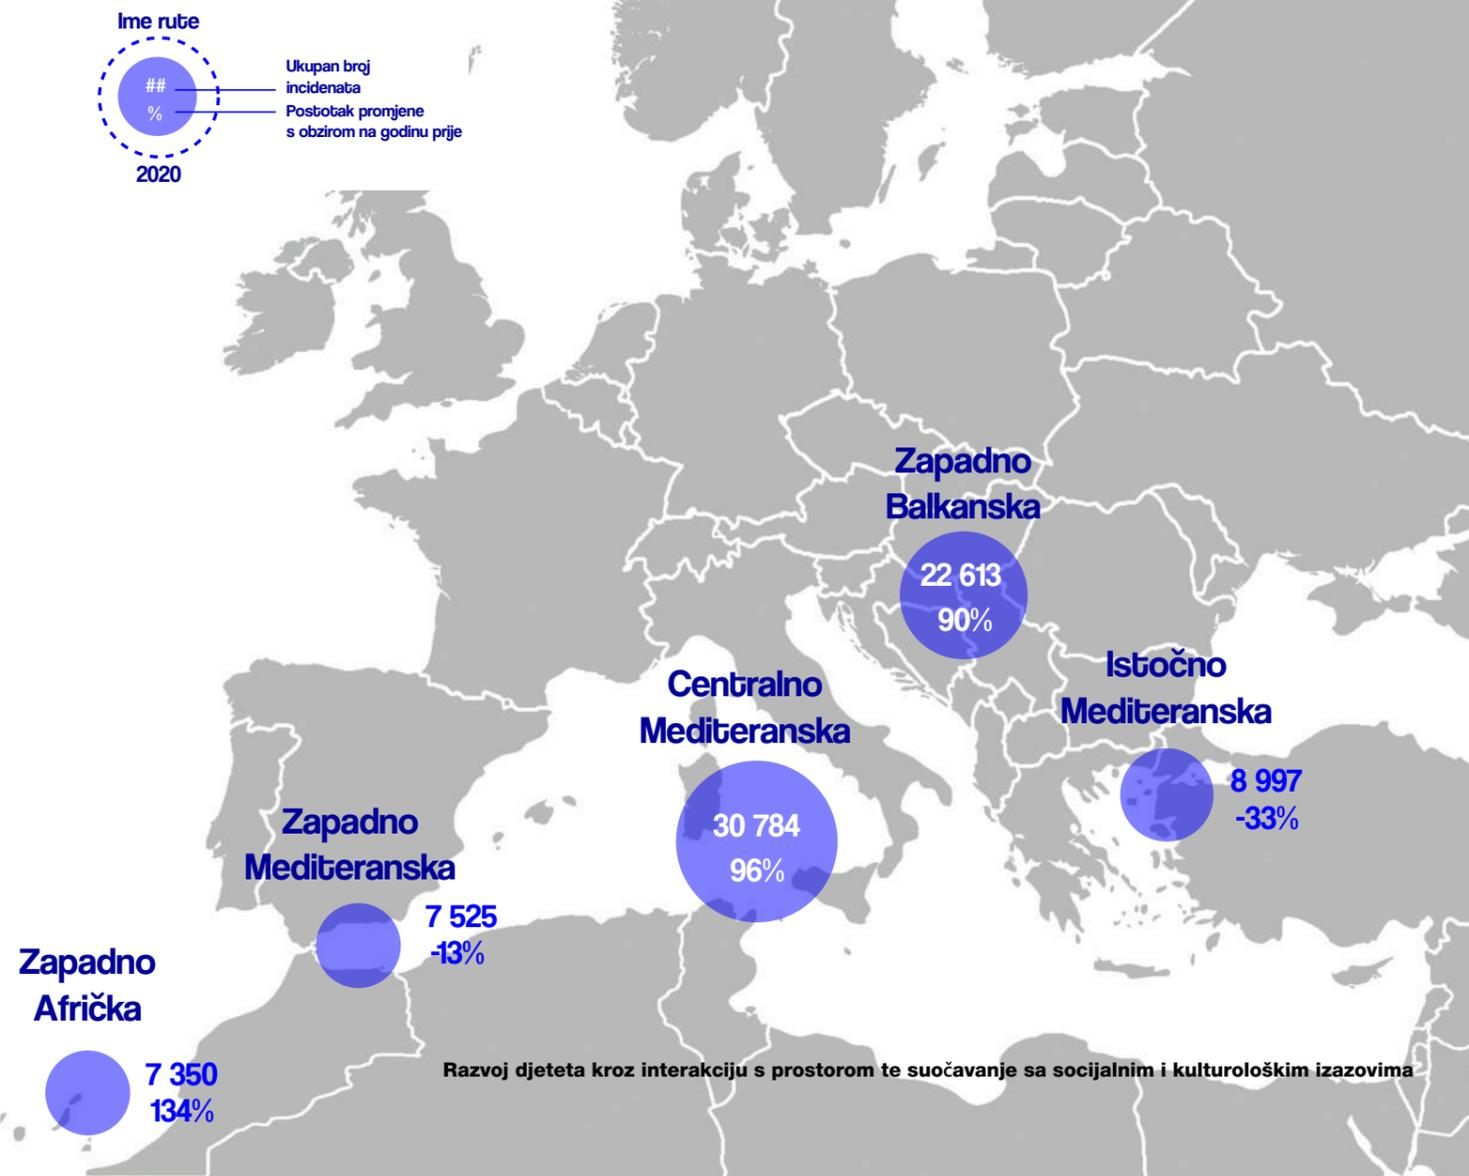 Ime rute
##
%
Ukupan broj
incidenata
Postotak promjene
s obzirom na godinu prije
2020
Zapadno
Balkanska
22 613
90%
Istočno
Mediteranska
8 997
-33%
Centralno
Mediteranska
30 784
96%
Zapadno
Mediteranska
7 525
-13%
Zapadno
Afrička
7 350
134%
Razvoj djeteta kroz interakciju s prostorom te suočavanje sa socijalnim i kulturološkim izazovima